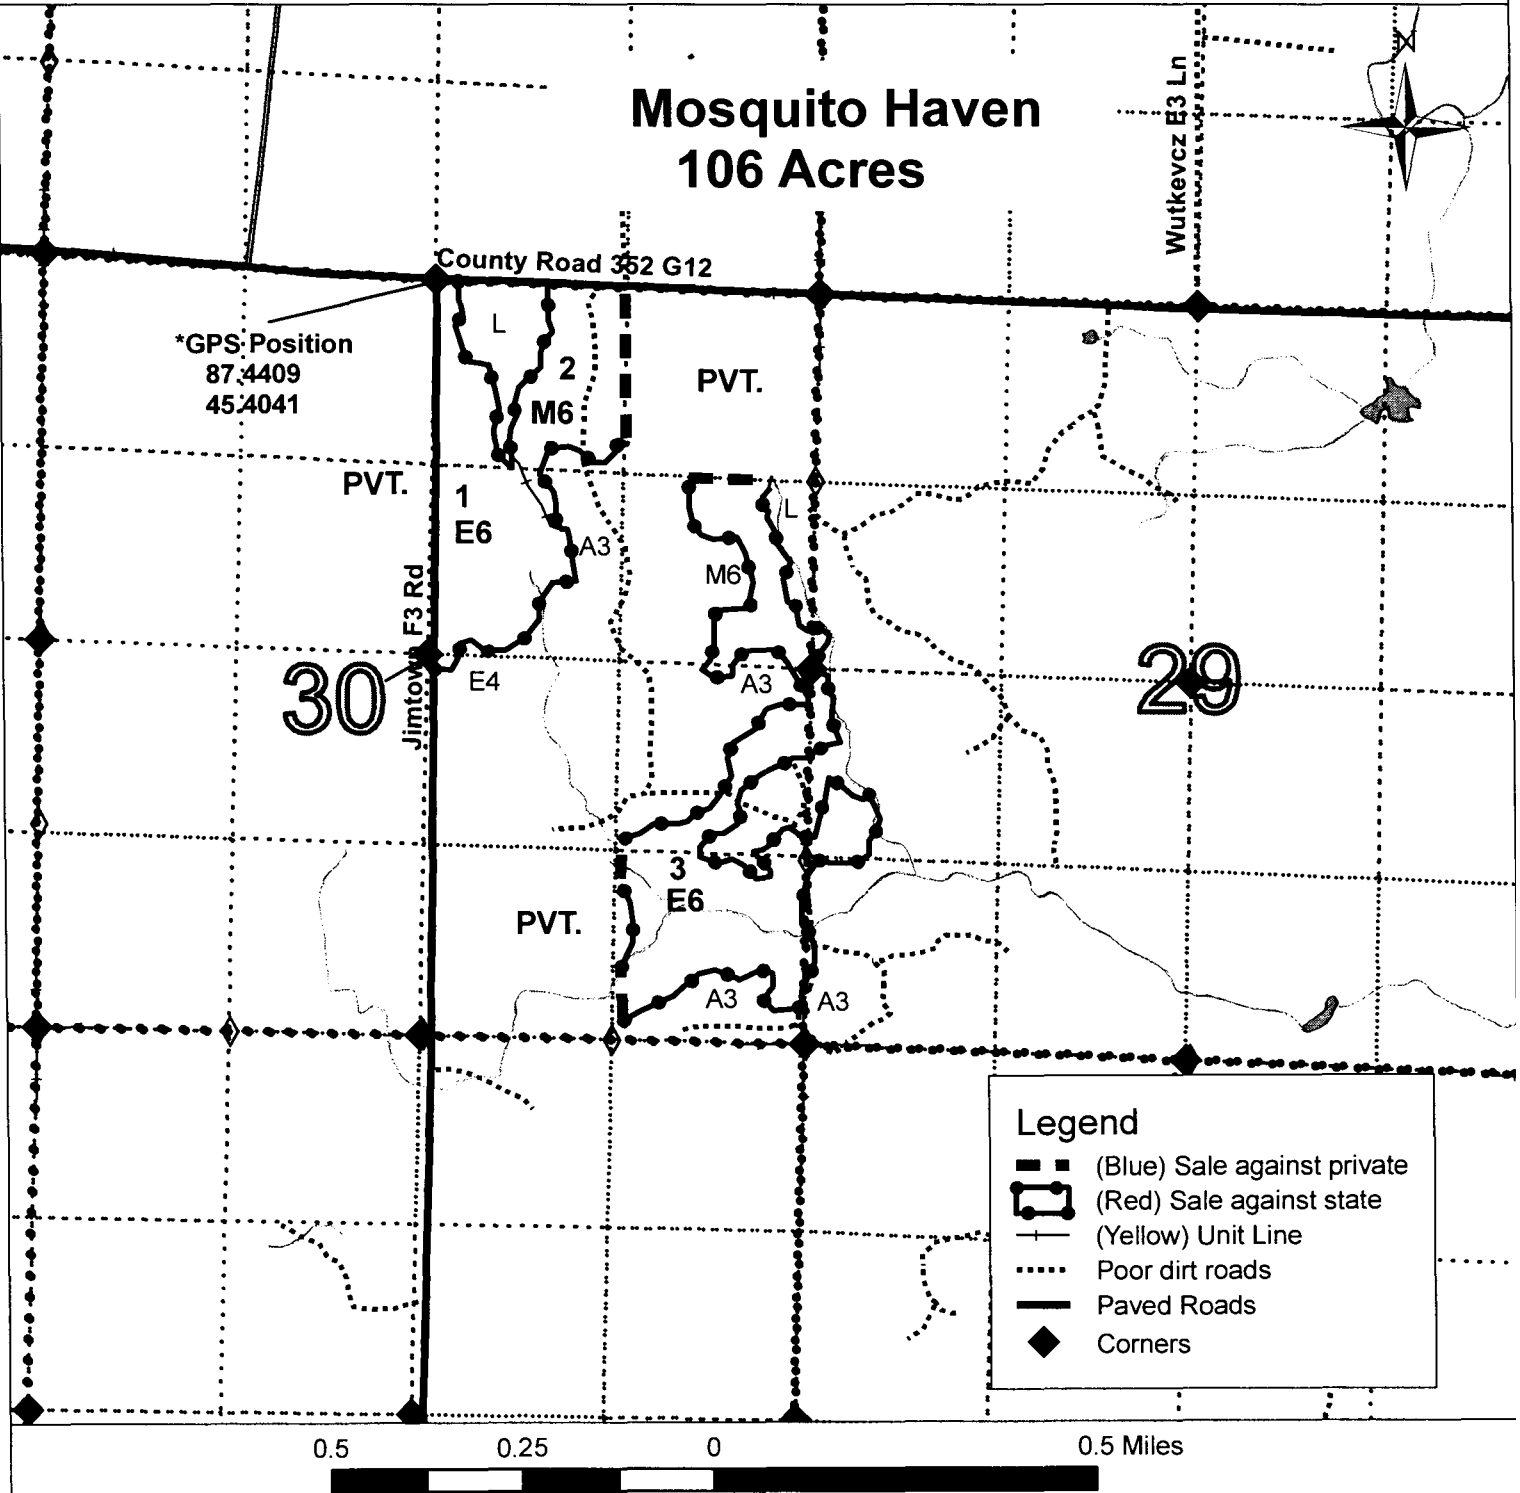 Mosquito Haven
106 Acres
Wutkevcz E3 Ln
N
County Road 352 G12
*GPS Position
87.4409
45.4041
L
2
M6
PVT.
PVT.
1
E6
L
A3
M6
Jimtown F3 Rd
30
E4
A3
29
3
E6
PVT.
A3
A3
Legend
(Blue) Sale against private
(Red) Sale against state
(Yellow) Unit Line
Poor dirt roads
Paved Roads
Corners
0.5 0.25 0 0.5 Miles